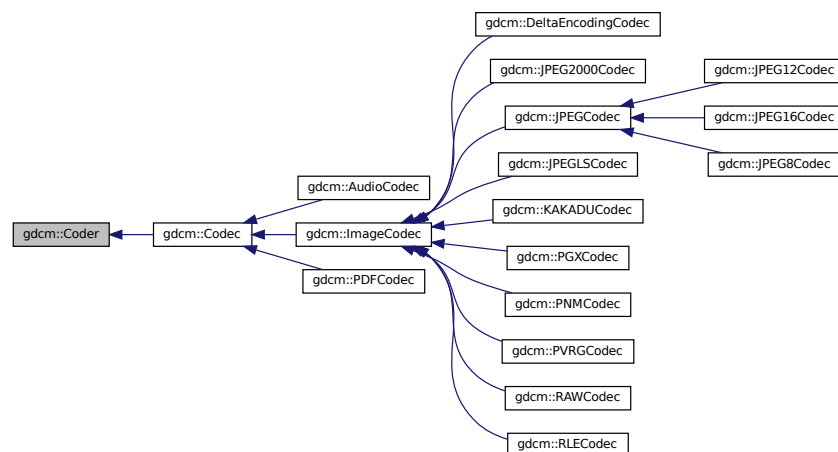 gdcm::DeltaEncodingCodec
gdcm::JPEG2000Codec
gdcm::JPEG12Codec
gdcm::JPEGCodec
gdcm::JPEG16Codec
gdcm::JPEGLSCodec
gdcm::JPEG8Codec
gdcm::AudioCodec
gdcm::KAKADUCodec
gdcm::Coder
gdcm::Codec
gdcm::ImageCodec
gdcm::PGXCodec
gdcm::PDFCodec
gdcm::PNMCodec
gdcm::PVRGCodec
gdcm::RAWCodec
gdcm::RLECodec